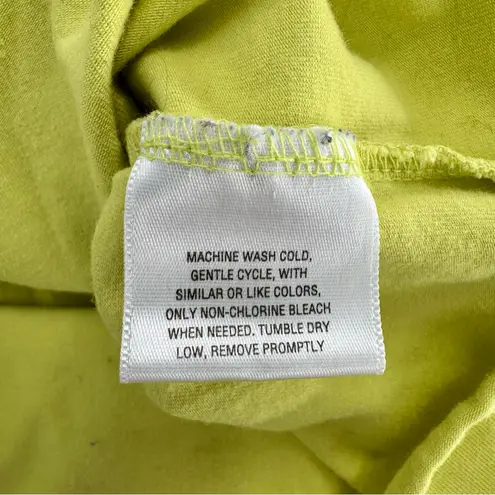 MACHINE WASH COLD,
GENTLE CYCLE, WITH
SIMILAR OR LIKE COLORS,
ONLY NON-CHLORINE BLEACH
WHEN NEEDED. TUMBLE DRY
LOW, REMOVE PROMPTLY